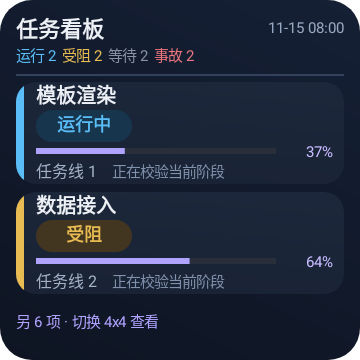 任务看板 11-15 08:00
运行 2 受阻 2 等待 2 事故 2
模板渲染
运行中
37%
任务线 1 正在校验当前阶段
数据接入
受阻
64%
任务线 2 正在校验当前阶段
另 6 项 · 切换 4x4 查看